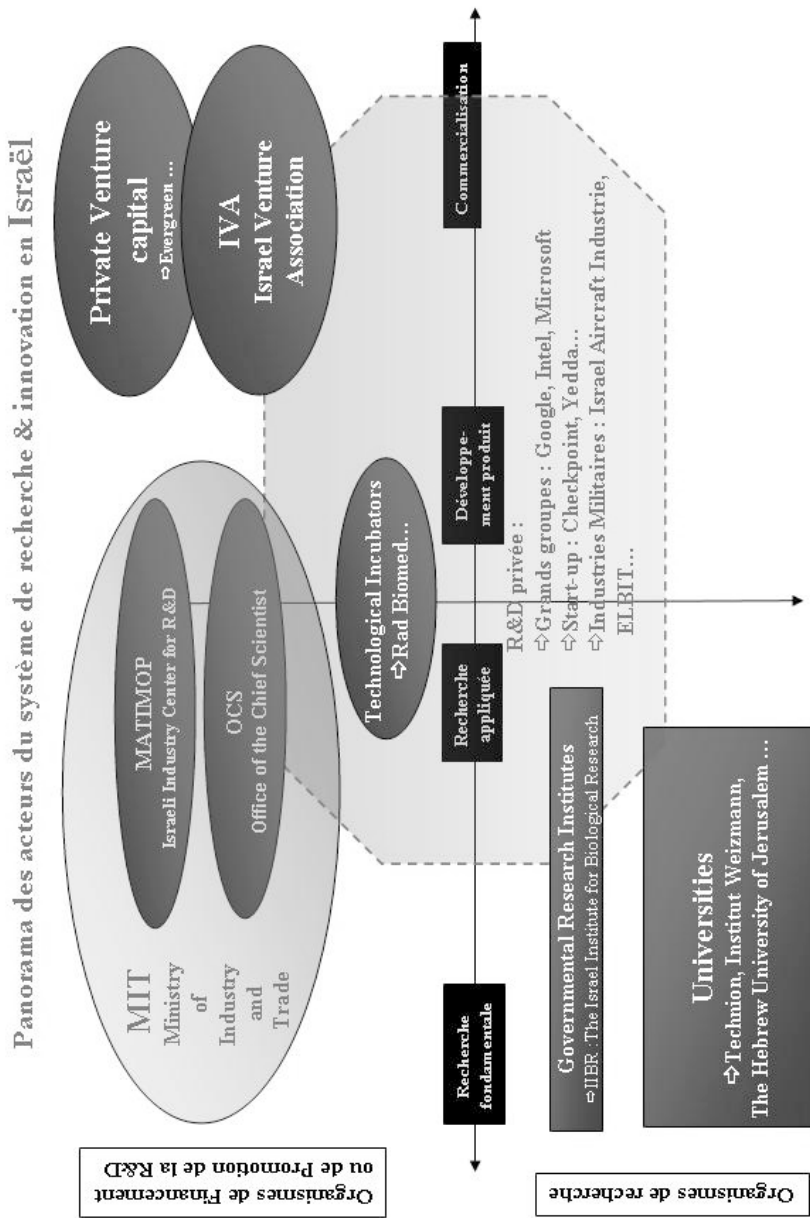 Panorama des acteurs du système de recherche & innovation en Israël
Organismes de Financement
ou de Promotion de la R&D
MIT
Ministry
of
Industry
and
Trade
MATIMOP
Israeli Industry Center for R&D
OCS
Office of the Chief Scientist
Private Venture
capital
⇨Evergreen ...
IVA
Israel Venture
Association
Technological Incubators
⇨Rad Biomed...
Recherche
fondamentale
Recherche
appliquée
Développe-
ment produit
Commercialisation
R&D privée :
⇨Grands groupes : Google, Intel, Microsoft
⇨Start-up : Checkpoint, Yedda...
⇨Industries Militaires : Israel Aircraft Industrie,
ELBIT...
Organismes de recherche
Governmental Research Institutes
⇨IIBR : The Israel Institute for Biological Research
Universities
⇨Technion, Institut Weizmann,
The Hebrew University of Jerusalem ...